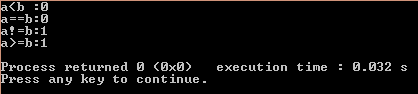 a<b :0
a==b:0
a!=b:1
a>=b:1
Process returned 0 (0x0)   execution time : 0.032 s
Press any key to continue.